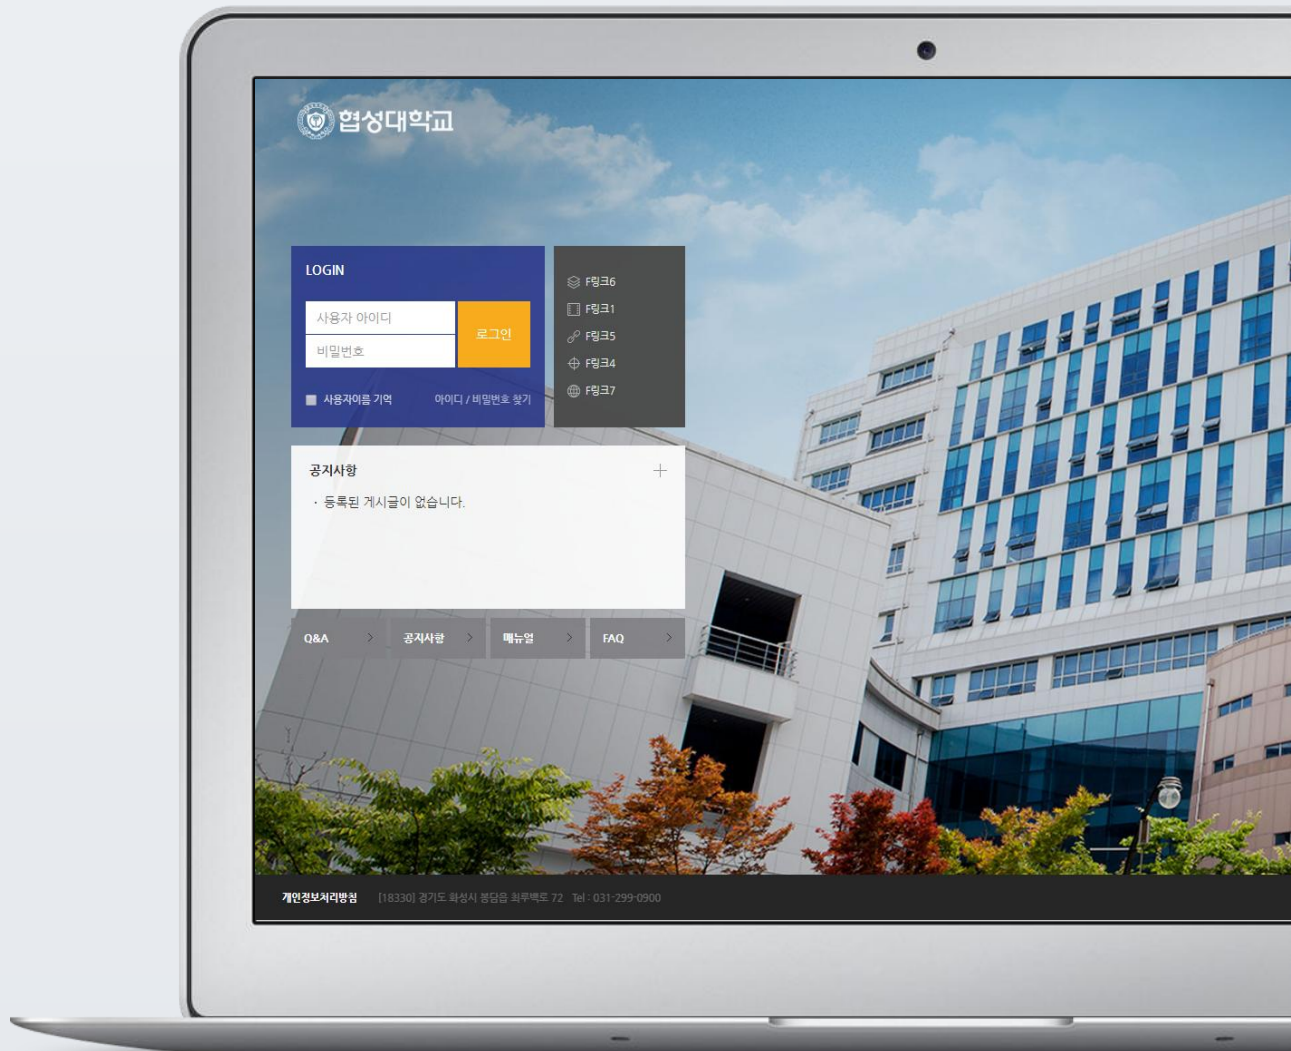 협성대학교
LOGIN
사용자 아이디
비밀번호
로그인
사용자이름 기억
아이디 / 비밀번호 찾기
F링크6
F링크1
F링크5
F링크4
F링크7
공지사항
· 등록된 게시글이 없습니다.
Q&A
공지사항
매뉴얼
FAQ
개인정보처리방침 [18330] 경기도 화성시 봉담읍 최루백로 72 Tel : 031-299-0900